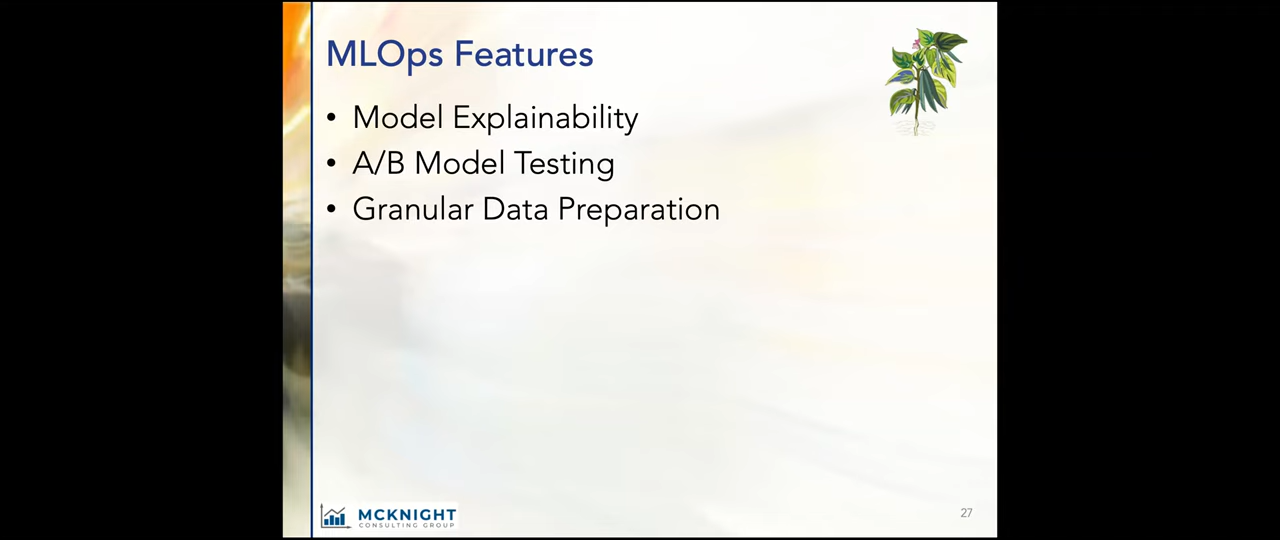 MLOps Features
• Model Explainability
• A/B Model Testing
• Granular Data Preparation
MCKNIGHT
CONSULTING GROUP
27